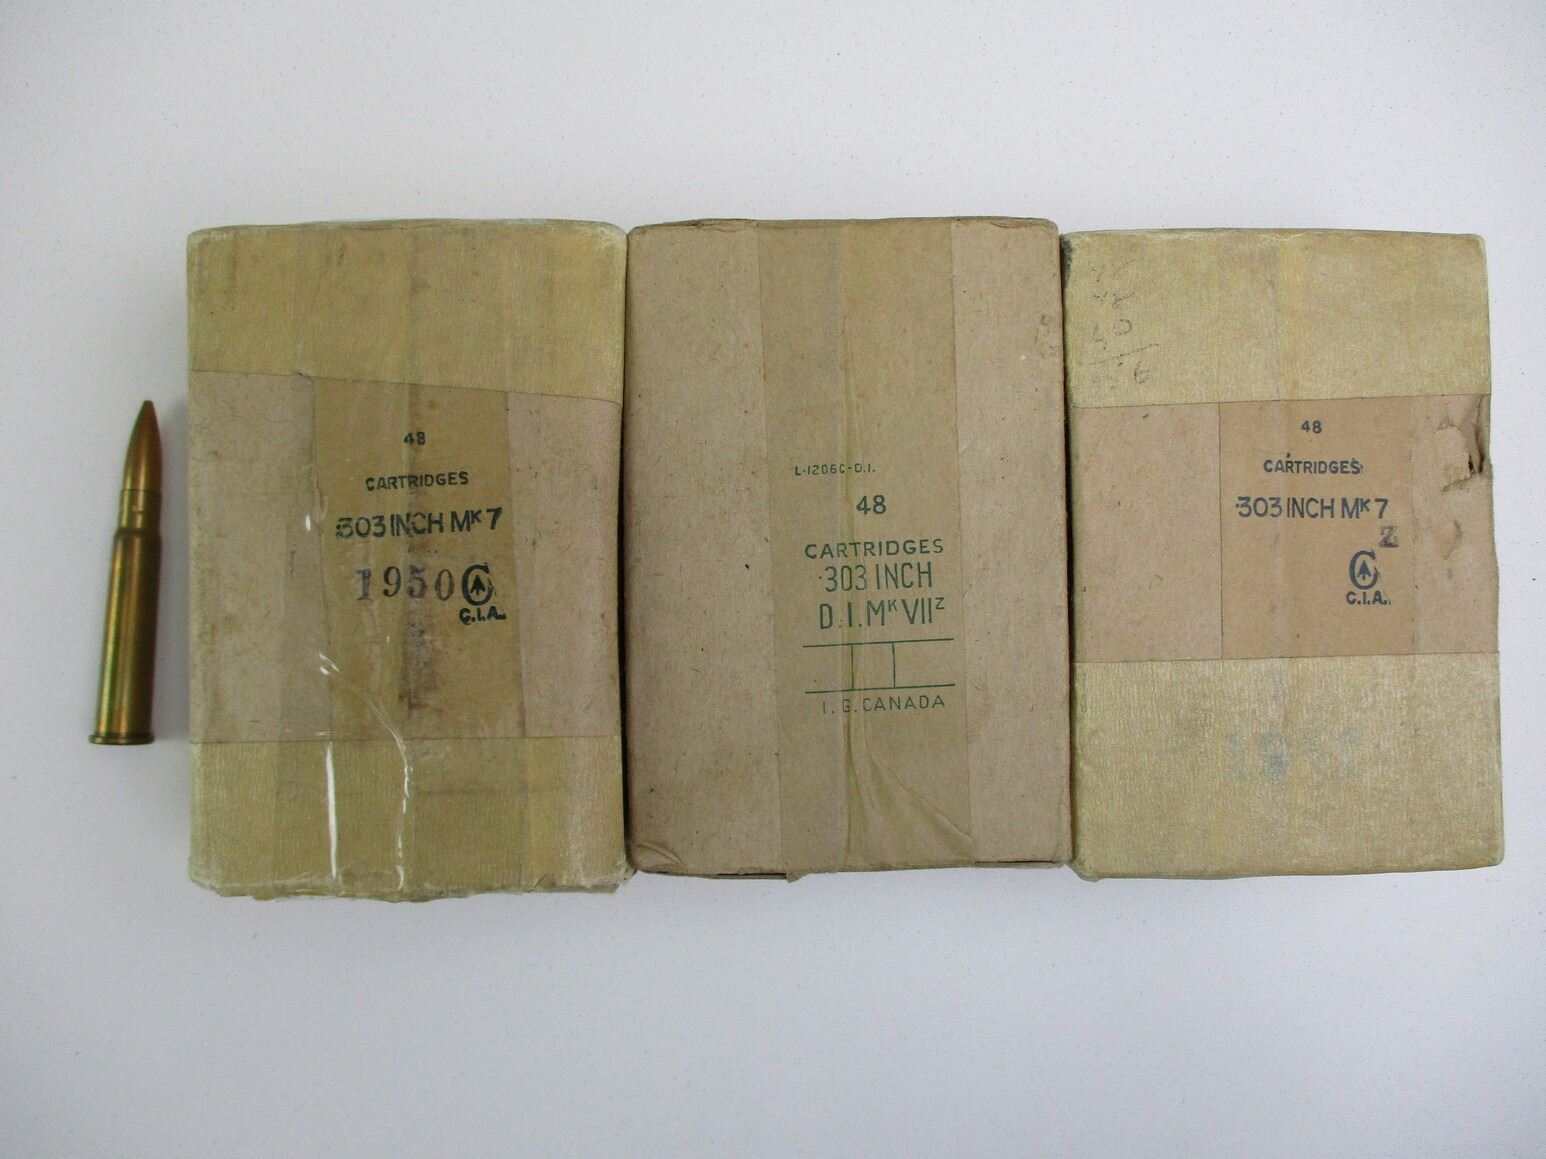 48
CARTRIDGES
.303 INCH Mk 7
1950 C
C.I.A.
L-1206C-D.I.
48
CARTRIDGES
.303 INCH
D.I. Mk VII Z
I.G. CANADA
48
CARTRIDGES
.303 INCH Mk 7
Z
C
C.I.A.